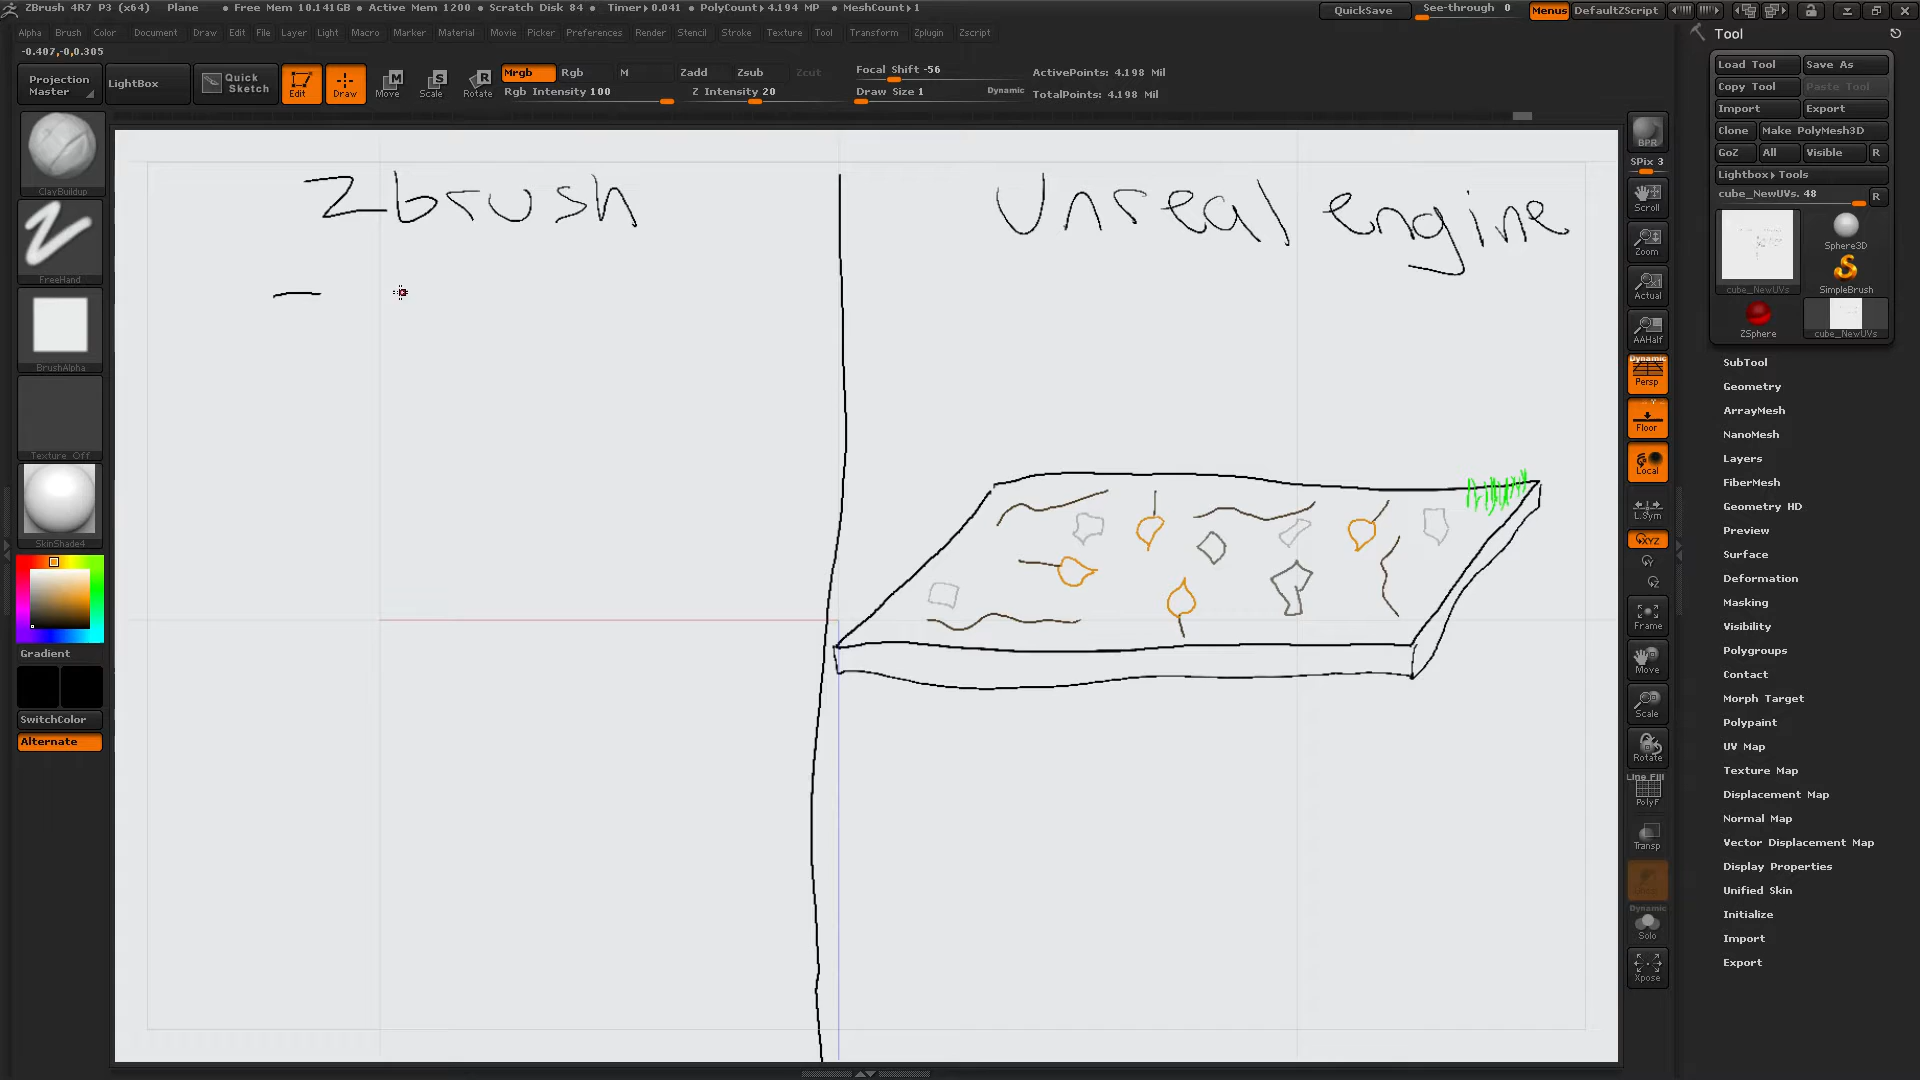 ZBrush 4R7 P3 (x64) Plane • Free Mem 10.141GB • Active Mem 1200 • Scratch Disk 84 • Timer▸0.041 • PolyCount▸4.194 MP • MeshCount▸1 QuickSave See-through 0 Menus DefaultZScript
Alpha Brush Color Document Draw Edit File Layer Light Macro Marker Material Movie Picker Preferences Render Stencil Stroke Texture Tool Transform Zplugin Zscript
Tool
-0.407,-0,0.305
Load Tool Save As
Copy Tool Paste Tool
Import Export
Clone Make PolyMesh3D
GoZ All Visible R
Lightbox▸Tools
cube_NewUVs. 48 R
Projection Master
LightBox
Quick Sketch
Edit
Draw
Move
Scale
Rotate
Mrgb Rgb M Zadd Zsub Zcut
Rgb Intensity 100 Z Intensity 20
Focal Shift -56
Draw Size 1 Dynamic
ActivePoints: 4.198 Mil
TotalPoints: 4.198 Mil
ClayBuildup
FreeHand
BrushAlpha
Texture Off
SkinShade4
Gradient
SwitchColor
Alternate
Zbrush
Unreal engine
BPR
SPix 3
Scroll
Zoom
Actual
AAHalf
Dynamic
Persp
Floor
Local
L.Sym
XYZ
Y
Z
Frame
Move
Scale
Rotate
Line Fill
PolyF
Transp
Dynamic
Solo
Xpose
cube_NewUVs
Sphere3D
SimpleBrush
ZSphere
cube_NewUVs
SubTool
Geometry
ArrayMesh
NanoMesh
Layers
FiberMesh
Geometry HD
Preview
Surface
Deformation
Masking
Visibility
Polygroups
Contact
Morph Target
Polypaint
UV Map
Texture Map
Displacement Map
Normal Map
Vector Displacement Map
Display Properties
Unified Skin
Initialize
Import
Export